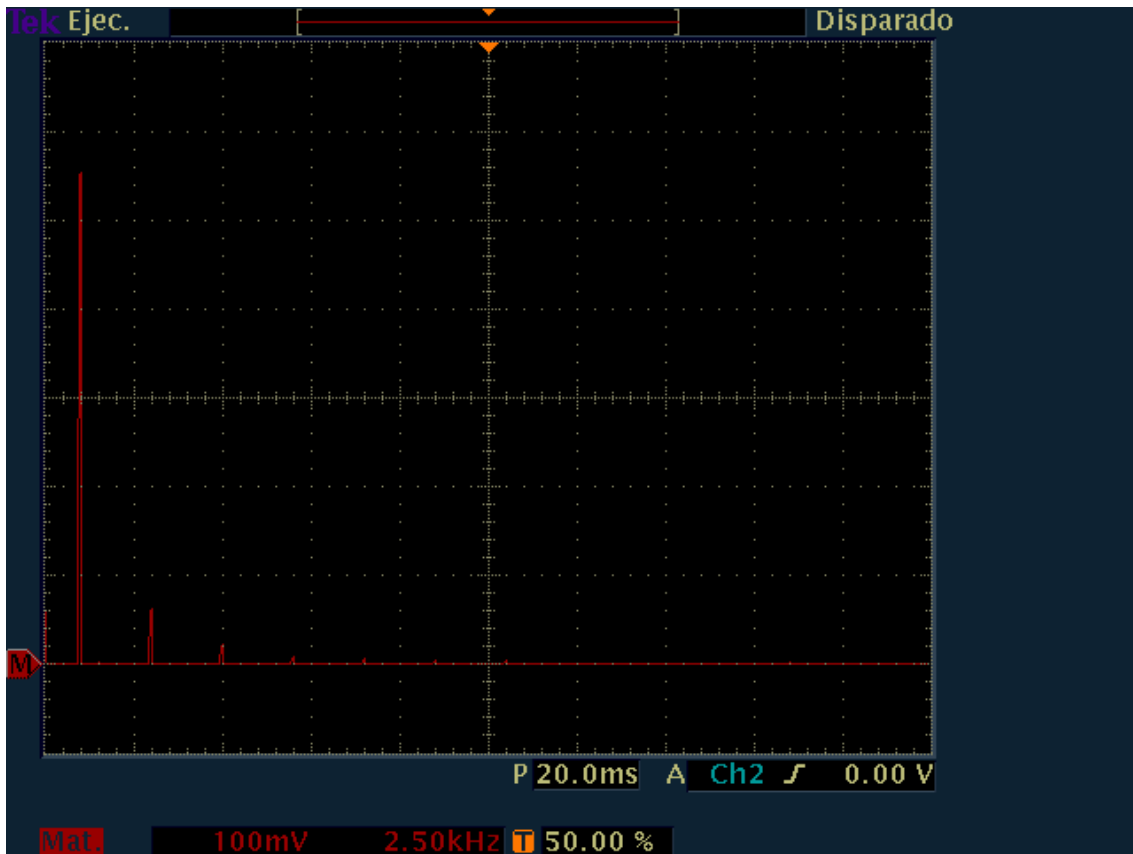 Tek Ejec. Disparado
M
P 20.0ms A Ch2 0.00 V
Mat. 100mV 2.50kHz T 50.00 %